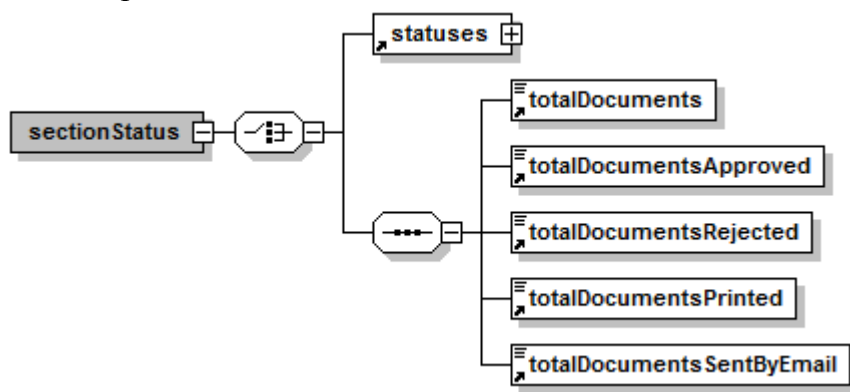 statuses
totalDocuments
sectionStatus
totalDocumentsApproved
totalDocumentsRejected
totalDocumentsPrinted
totalDocumentsSentByEmail